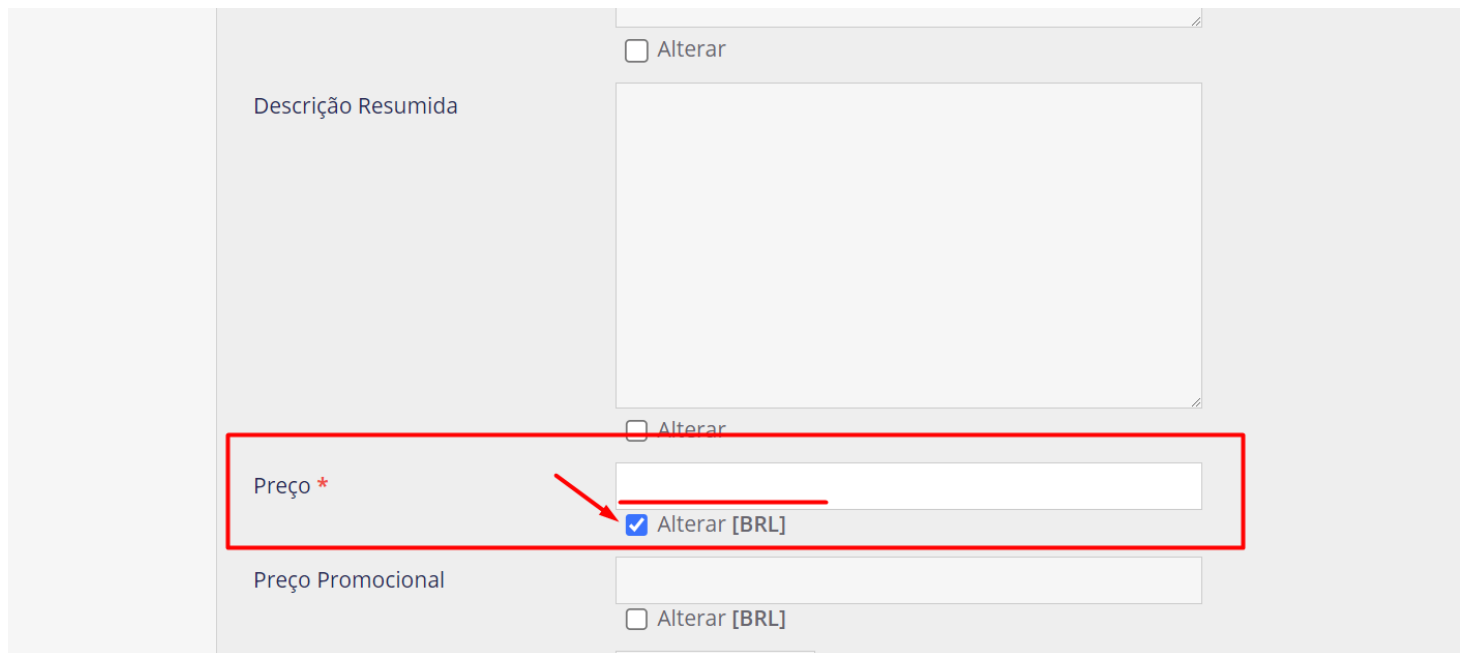 Alterar
Descrição Resumida
Alterar
Preço *
Alterar [BRL]
Preço Promocional
Alterar [BRL]